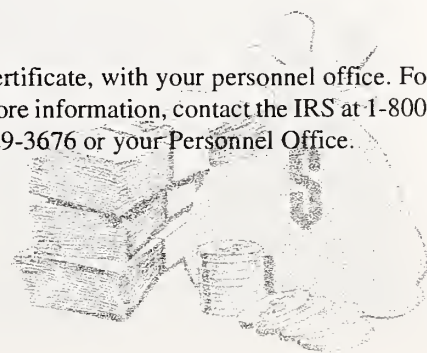 ertificate, with your personnel office. Fo
ore information, contact the IRS at 1-800
9-3676 or your Personnel Office.
$